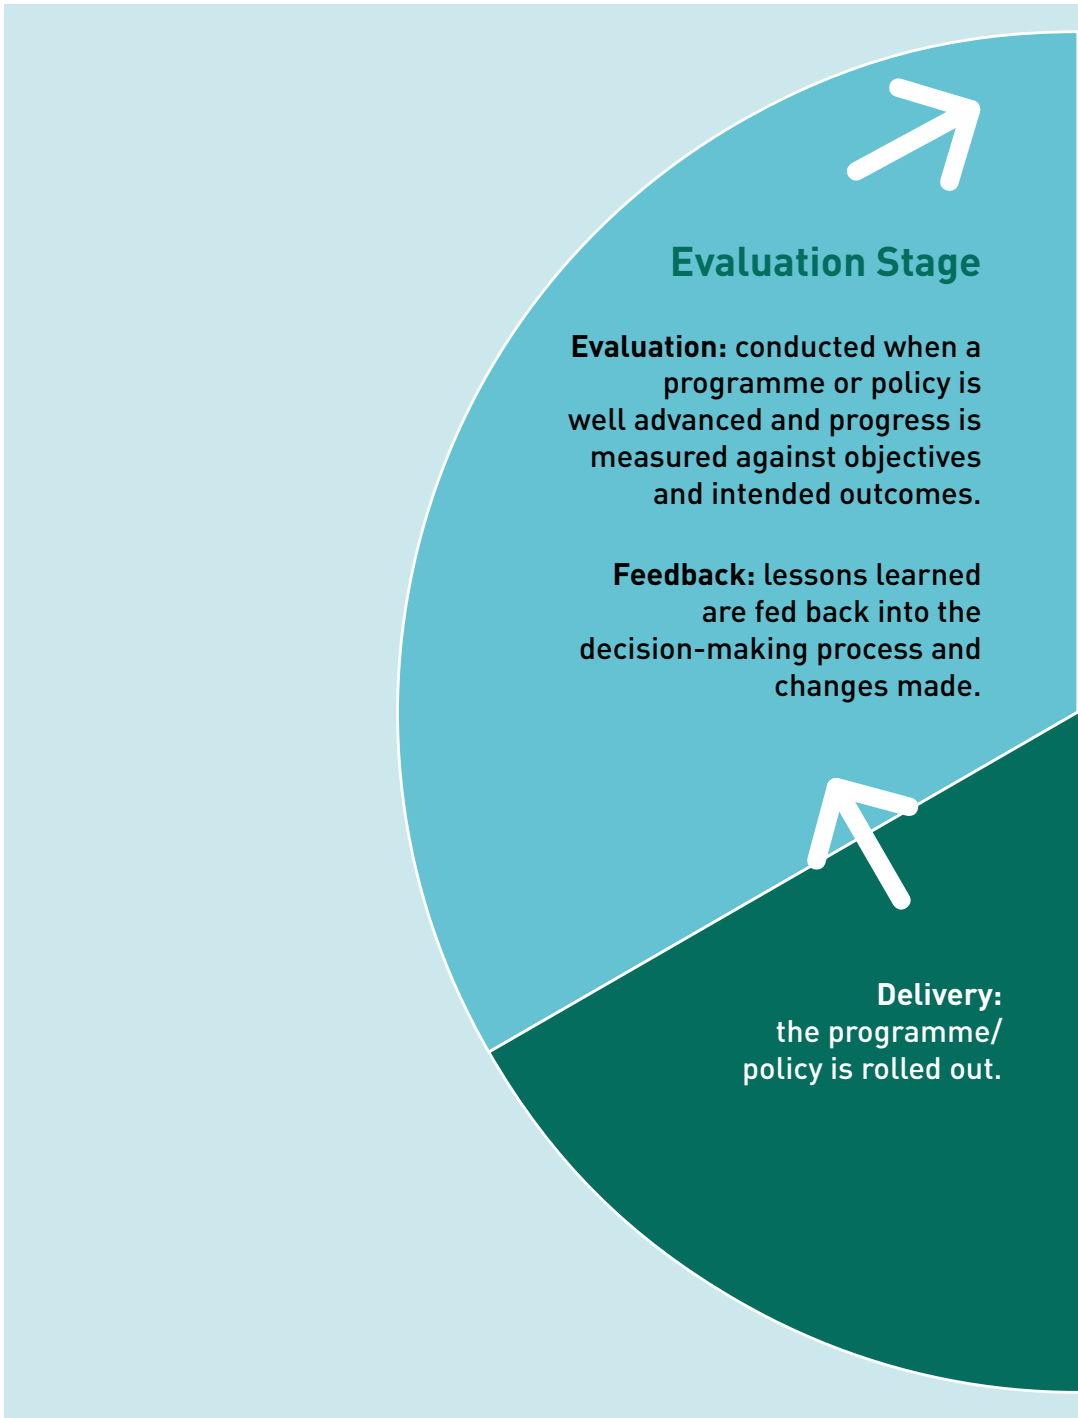 Evaluation Stage
Evaluation: conducted when a
programme or policy is
well advanced and progress is
measured against objectives
and intended outcomes.
Feedback: lessons learned
are fed back into the
decision-making process and
changes made.
Delivery:
the programme/
policy is rolled out.